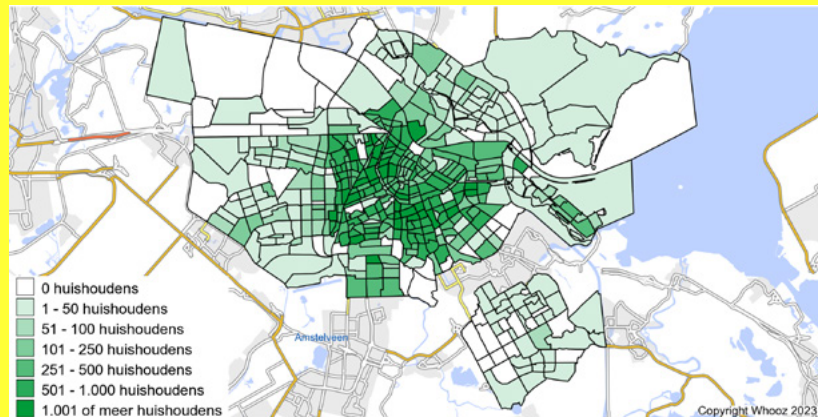 0 huishoudens
1 - 50 huishoudens
51 - 100 huishoudens
101 - 250 huishoudens
251 - 500 huishoudens
501 - 1.000 huishoudens
1.001 of meer huishoudens
Amstelveen
Copyright Whooz 2023